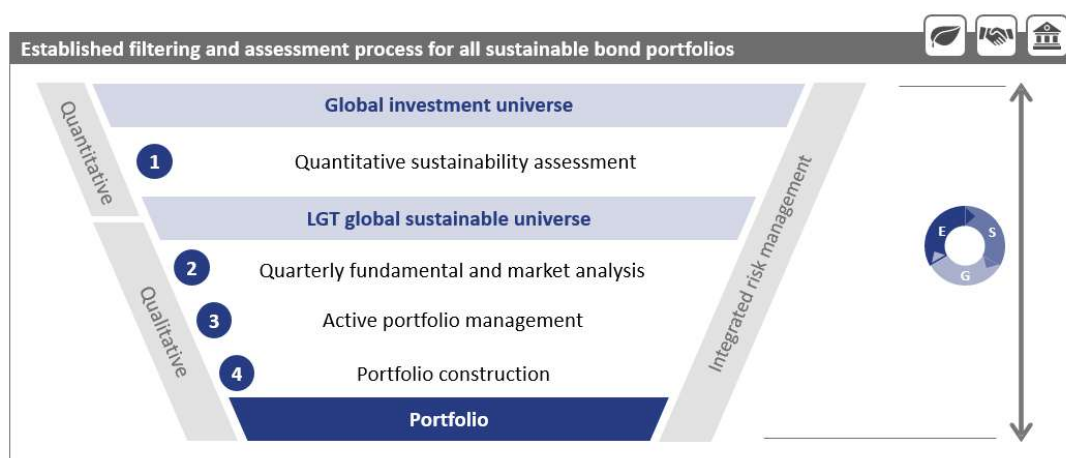 Established filtering and assessment process for all sustainable bond portfolios
Quantitative
Global investment universe
1
Quantitative sustainability assessment
LGT global sustainable universe
Qualitative
2
Quarterly fundamental and market analysis
3
Active portfolio management
4
Portfolio construction
Portfolio
Integrated risk management
E
S
G